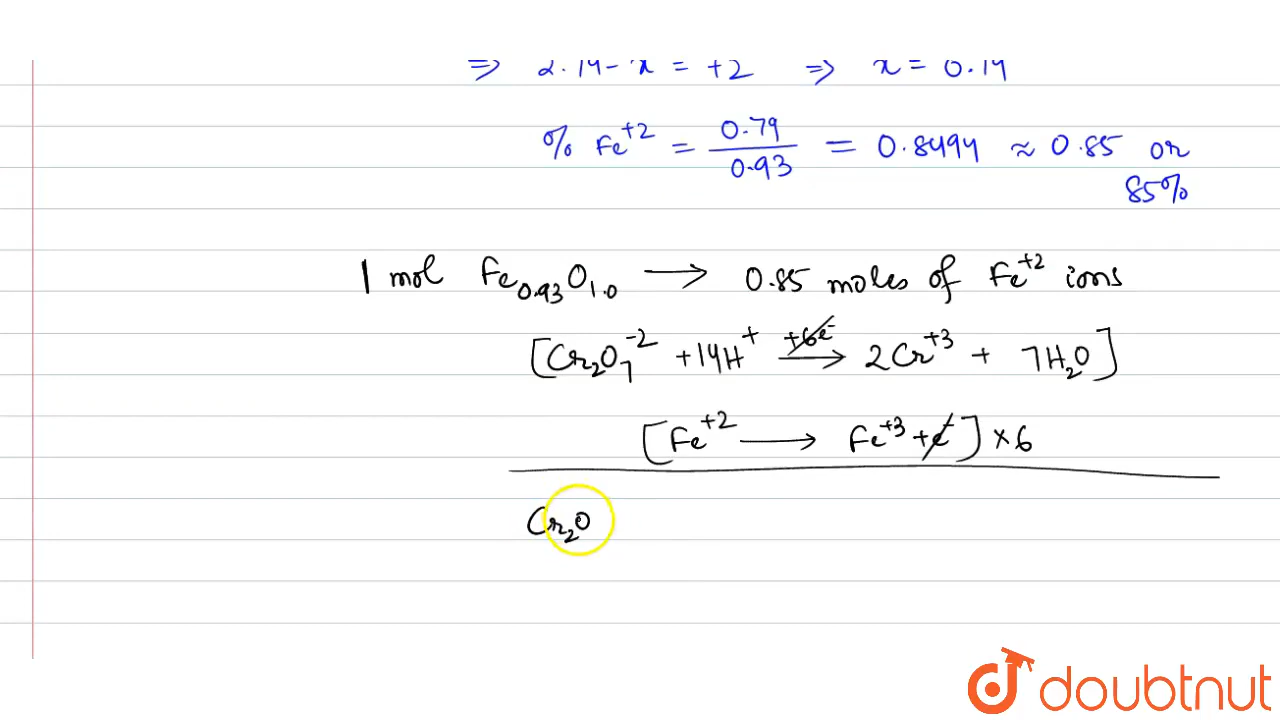 ⇒ 2.14 - x = +2 ⇒ x = 0.14
% Fe⁺² = 0.79/0.93 = 0.8494 ≈ 0.85 or
85%
1 mol Fe₀.₉₃O₁.₀ → 0.85 moles of Fe⁺² ions
[Cr₂O₇⁻² + 14H⁺ +6e⁻→ 2Cr⁺³ + 7H₂O]
[Fe⁺² → Fe⁺³ + e⁻] × 6
Cr₂O
doubtnut